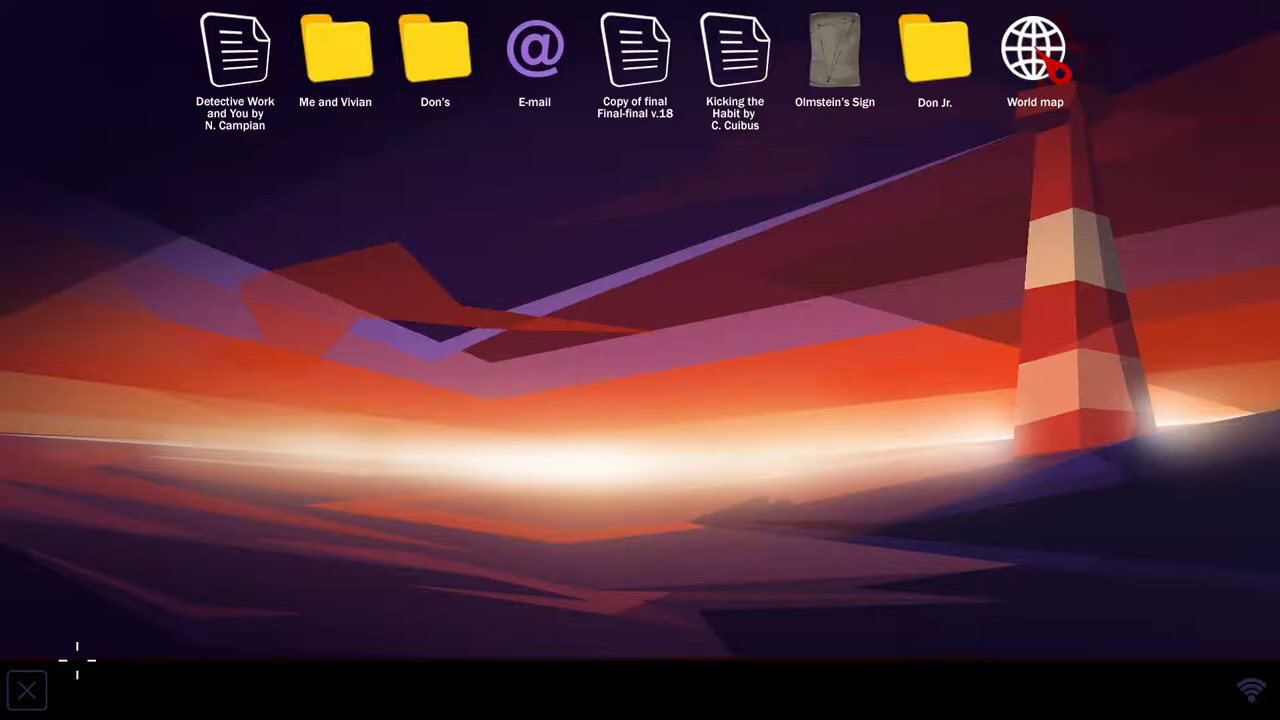 Detective Work
and You by
N. Campian
Me and Vivian
Don's
E-mail
Copy of final
Final-final v.18
Kicking the
Habit by
C. Cuibus
Olmstein's Sign
Don Jr.
World map